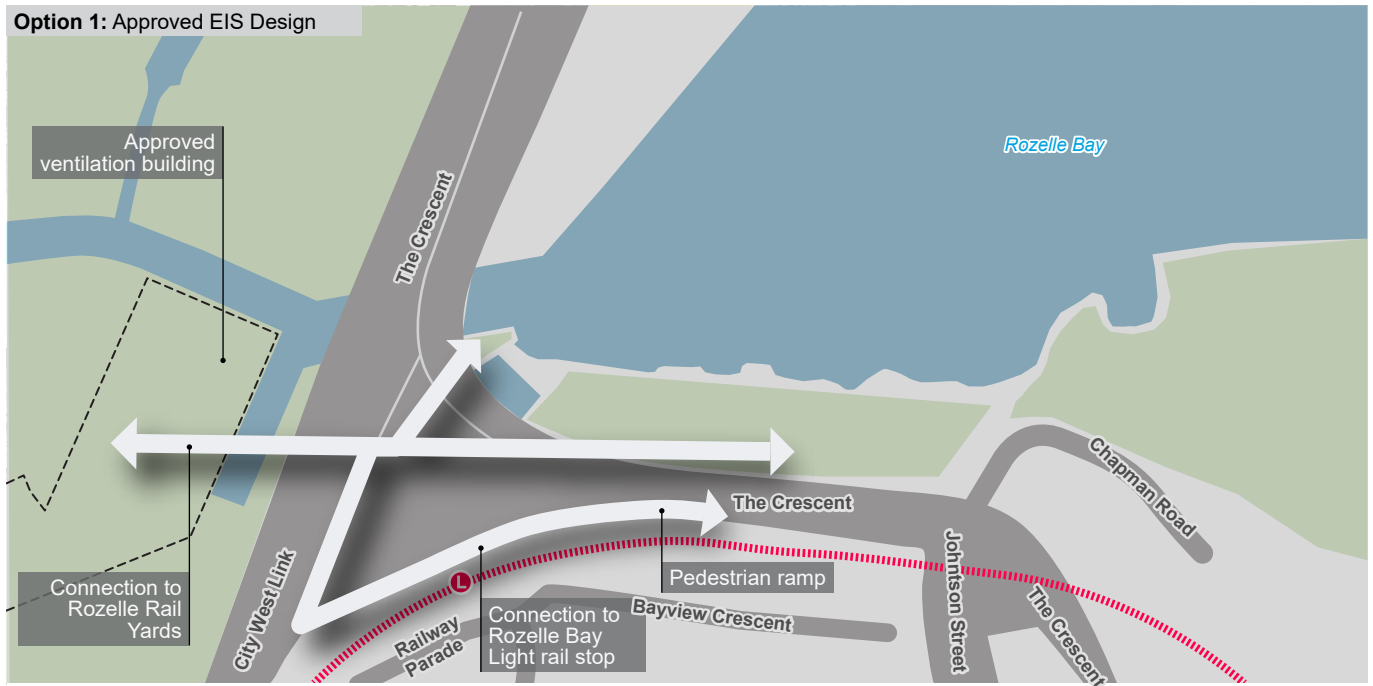 Option 1: Approved EIS Design
Approved
ventilation building
The Crescent
Rozelle Bay
Chapman Road
The Crescent
Pedestrian ramp
Connection to
Rozelle Rail
Yards
City West Link
L
Connection to
Rozelle Bay
Light rail stop
Railway
Parade
Bayview Crescent
Johntson Street
The Crescent